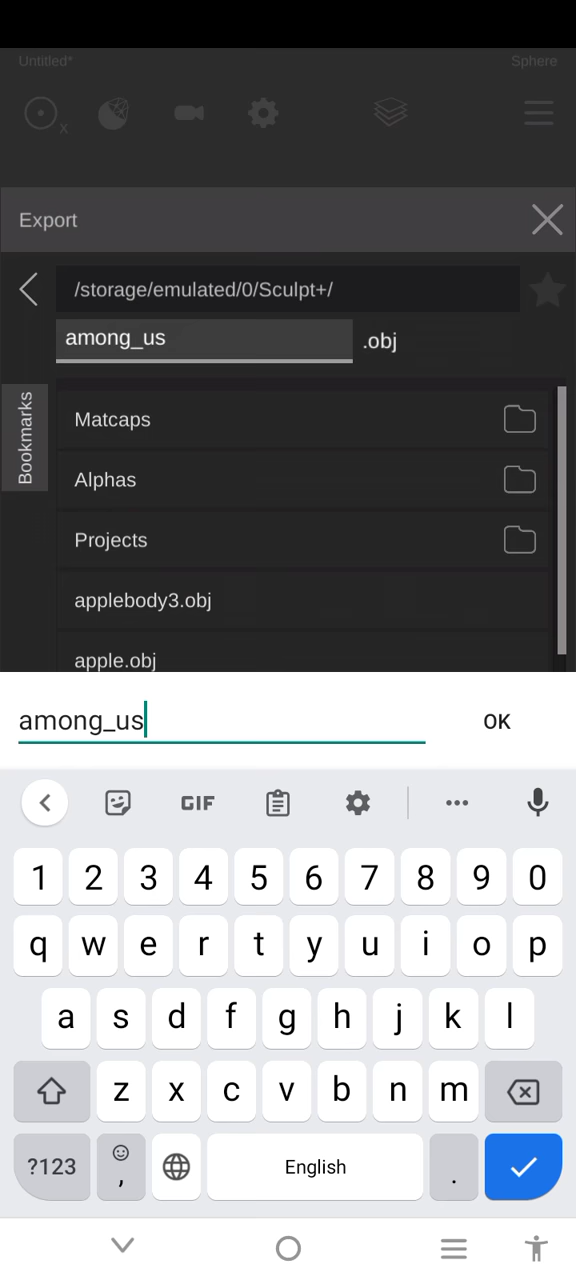 Untitled*
Sphere
x
Export
/storage/emulated/0/Sculpt+/
among_us
.obj
Bookmarks
Matcaps
Alphas
Projects
applebody3.obj
apple.obj
among_us
OK
GIF
1 2 3 4 5 6 7 8 9 0
q w e r t y u i o p
a s d f g h j k l
z x c v b n m
?123 , English .